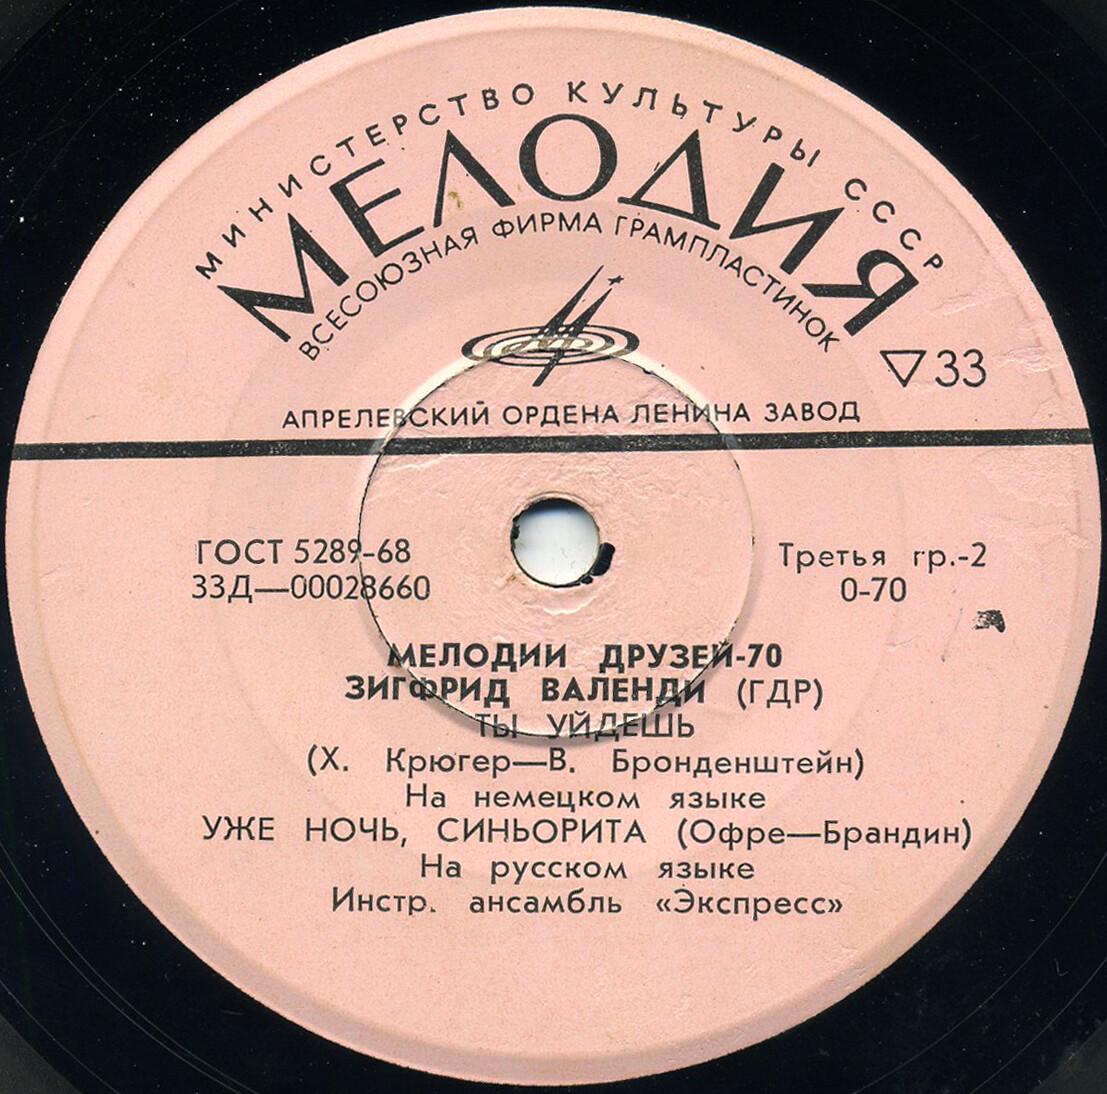 МИНИСТЕРСТВО КУЛЬТУРЫ СССР
МЕЛОДИЯ
ВСЕСОЮЗНАЯ ФИРМА ГРАМПЛАСТИНОК
▽33
АПРЕЛЕВСКИЙ ОРДЕНА ЛЕНИНА ЗАВОД
ГОСТ 5289-68
33Д—00028660
Третья гр.-2
0-70
МЕЛОДИИ ДРУЗЕЙ-70
ЗИГФРИД ВАЛЕНДИ (ГДР)
ТЫ УЙДЕШЬ
(Х. Крюгер—В. Бронденштейн)
На немецком языке
УЖЕ НОЧЬ, СИНЬОРИТА (Офре—Брандин)
На русском языке
Инстр. ансамбль «Экспресс»